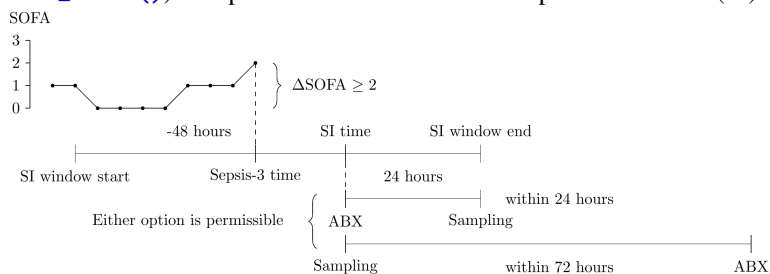 SOFA
3
2
1
0
ΔSOFA ≥ 2
-48 hours
SI time
SI window end
SI window start
Sepsis-3 time
24 hours
within 24 hours
Either option is permissible
ABX
Sampling
Sampling
within 72 hours
ABX